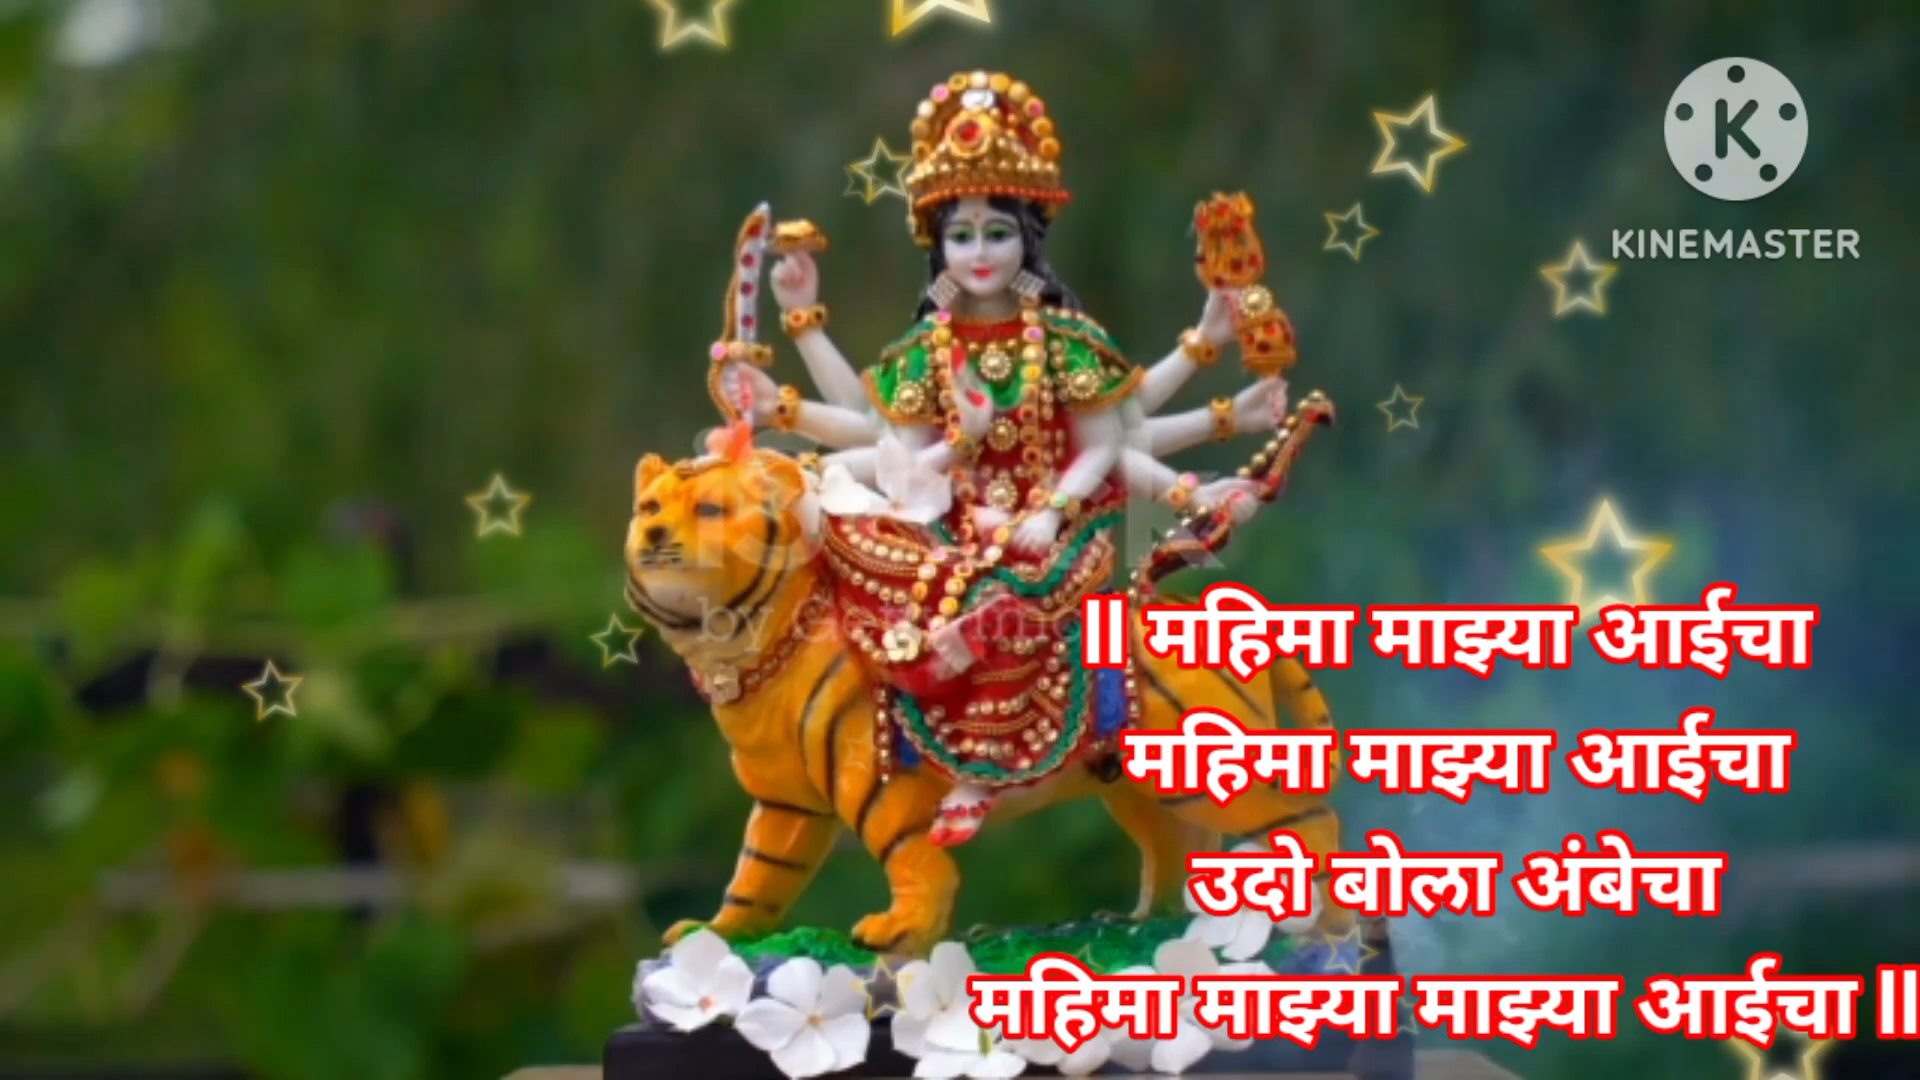 KINEMASTER
॥ महिमा माझ्या आईचा
महिमा माझ्या आईचा
उदो बोला अंबेचा
महिमा माझ्या माझ्या आईचा ॥